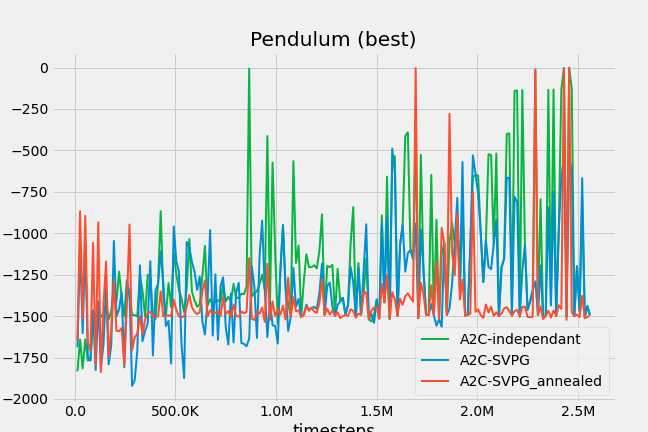 Pendulum (best)
0
−250
−500
−750
−1000
−1250
−1500
−1750
−2000
A2C-independant
A2C-SVPG
A2C-SVPG_annealed
0.0 500.0K 1.0M 1.5M 2.0M 2.5M
timesteps